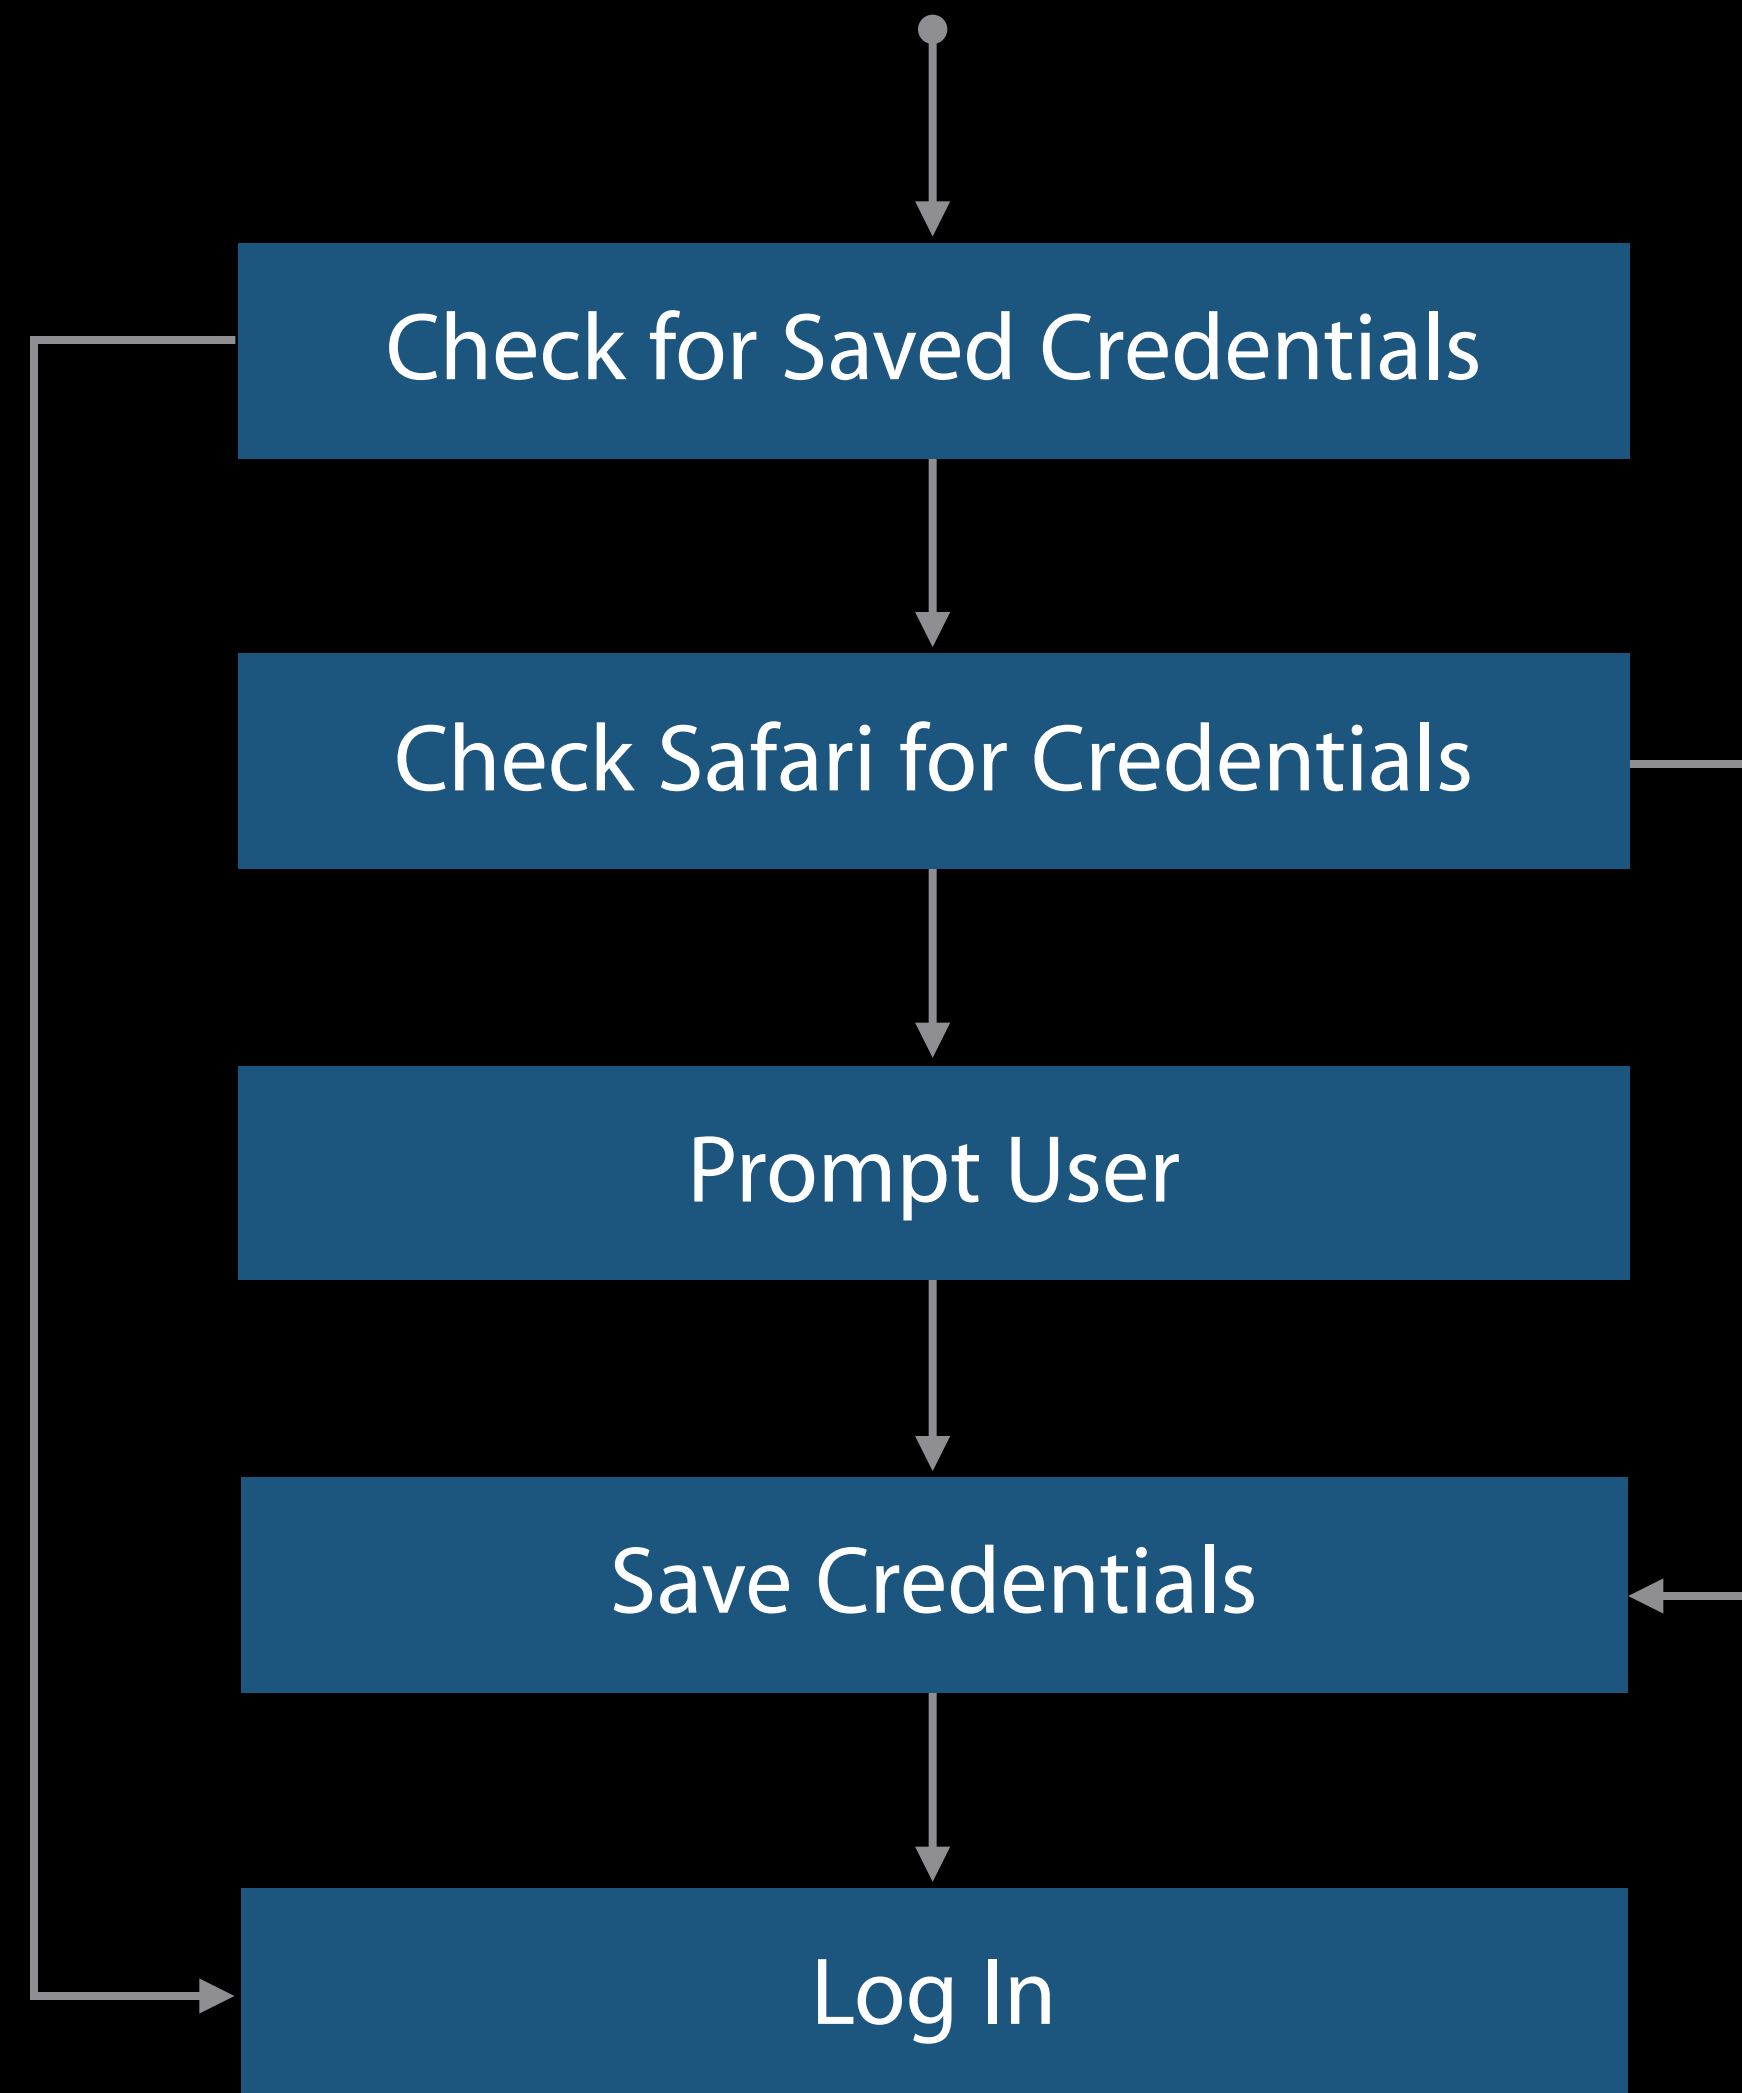 Check for Saved Credentials
Check Safari for Credentials
Prompt User
Save Credentials
Log In